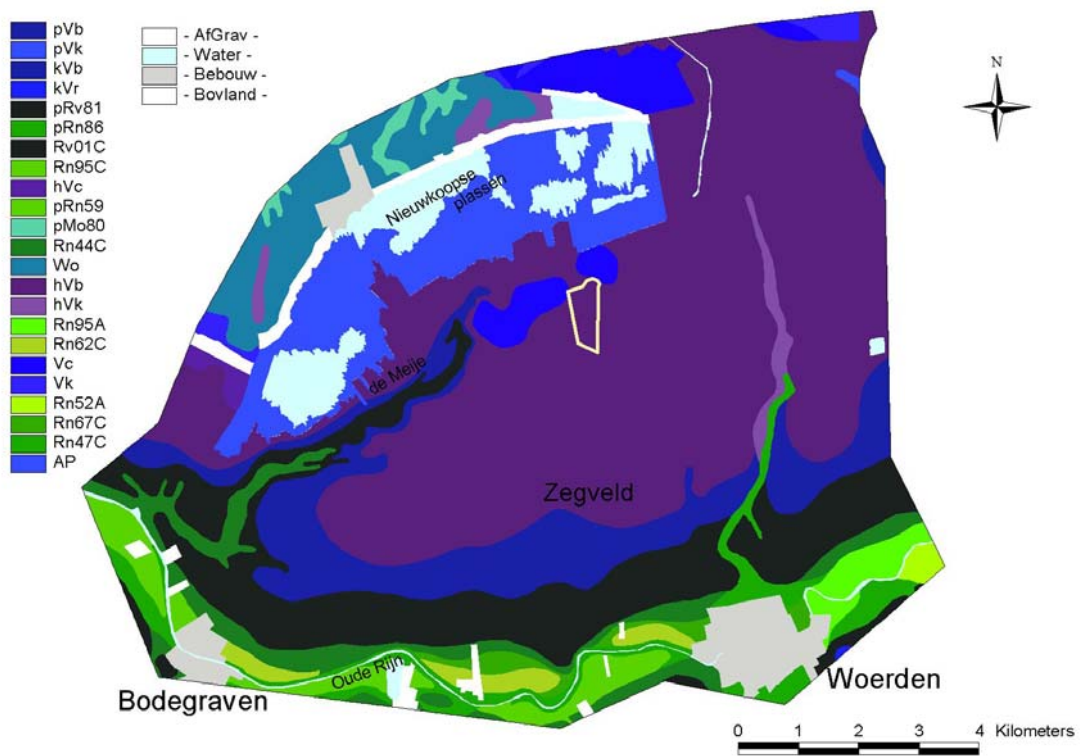 pVb
pVk
kVb
kVr
pRv81
pRn86
Rv01C
Rn95C
hVc
pRn59
pMo80
Rn44C
Wo
hVb
hVk
Rn95A
Rn62C
Vc
Vk
Rn52A
Rn67C
Rn47C
AP
- AfGrav -
- Water -
- Bebouw -
- Bovland -
N
Nieuwkoopse
plassen
de Meije
Zegveld
Oude Rijn
Bodegraven
Woerden
0 1 2 3 4 Kilometers